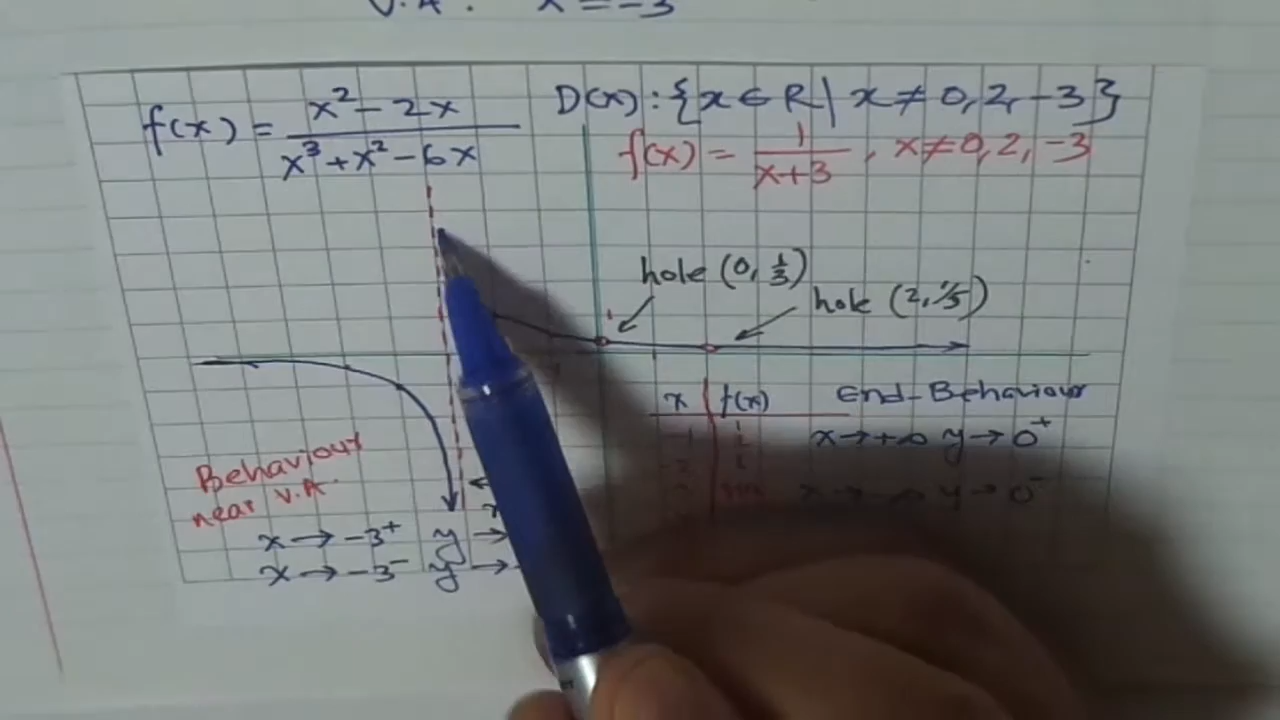 V.A. x = -3
f(x) = x² - 2x / x³ + x² - 6x
D(x) : {x ∈ R | x ≠ 0, 2, -3}
f(x) = 1 / x+3 , x ≠ 0, 2, -3
hole (0, 1/3)
hole (2, 1/5)
x f(x)
End-Behaviour
x → +∞ y → 0⁺
x → -∞ y → 0⁻
Behaviour
near V.A.
x → -3⁺ y →
x → -3⁻ y →